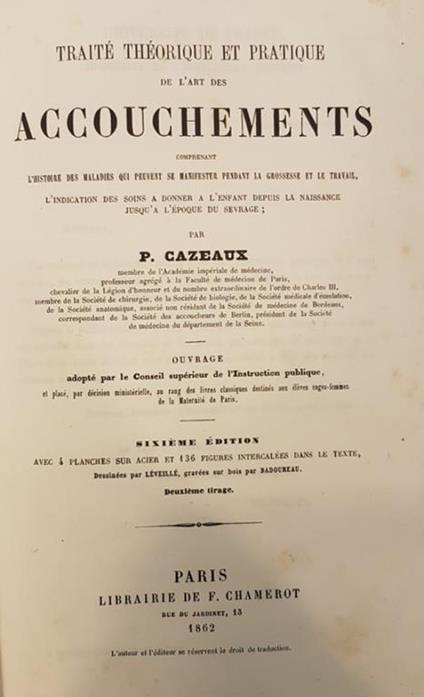 TRAITÉ THÉORIQUE ET PRATIQUE
DE L'ART DES
ACCOUCHEMENTS
COMPRENANT
L'HISTOIRE DES MALADIES QUI PEUVENT SE MANIFESTER PENDANT LA GROSSESSE ET LE TRAVAIL,
L'INDICATION DES SOINS A DONNER A L'ENFANT DEPUIS LA NAISSANCE
JUSQU'A L'ÉPOQUE DU SEVRAGE ;
PAR
P. CAZEAUX
membre de l'Académie impériale de médecine,
professeur agrégé à la Faculté de médecine de Paris,
chevalier de la Légion d'honneur et du nombre extraordinaire de l'ordre de Charles III,
membre de la Société de chirurgie, de la Société de biologie, de la Société médicale d'émulation,
de la Société anatomique, associé non résidant de la Société de médecine de Bordeaux,
correspondant de la Société des accoucheurs de Berlin, président de la Société
de médecine du département de la Seine.
OUVRAGE
adopté par le Conseil supérieur de l'Instruction publique,
et placé, par décision ministérielle, au rang des livres classiques destinés aux élèves sages-femmes
de la Maternité de Paris.
SIXIÈME ÉDITION
AVEC 4 PLANCHES SUR ACIER ET 136 FIGURES INTERCALÉES DANS LE TEXTE,
Dessinées par LÉVEILLÉ, gravées sur bois par BADOUREAU.
Deuxième tirage.
PARIS
LIBRAIRIE DE F. CHAMEROT
RUE DU JARDINET, 13
1862
L'auteur et l'éditeur se réservent le droit de traduction.